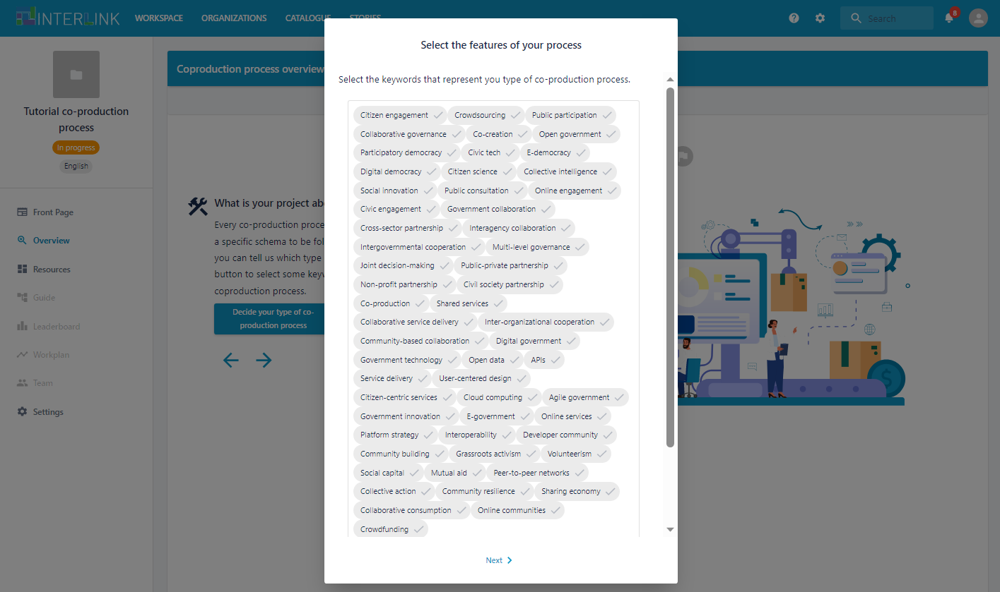 INTERLINK WORKSPACE ORGANIZATIONS CATALOGUE STORIES Search 8
Tutorial co-production
process
In progress
English
Front Page
Overview
Resources
Guide
Leaderboard
Workplan
Team
Settings
Coproduction process overview
What is your project abo
Every co-production proce
a specific schema to be fol
you can tell us which type
button to select some keyw
coproduction process.
Decide your type of co-
production process
Select the features of your process
Select the keywords that represent you type of co-production process.
Citizen engagement Crowdsourcing Public participation
Collaborative governance Co-creation Open government
Participatory democracy Civic tech E-democracy
Digital democracy Citizen science Collective intelligence
Social innovation Public consultation Online engagement
Civic engagement Government collaboration
Cross-sector partnership Interagency collaboration
Intergovernmental cooperation Multi-level governance
Joint decision-making Public-private partnership
Non-profit partnership Civil society partnership
Co-production Shared services
Collaborative service delivery Inter-organizational cooperation
Community-based collaboration Digital government
Government technology Open data APIs
Service delivery User-centered design
Citizen-centric services Cloud computing Agile government
Government innovation E-government Online services
Platform strategy Interoperability Developer community
Community building Grassroots activism Volunteerism
Social capital Mutual aid Peer-to-peer networks
Collective action Community resilience Sharing economy
Collaborative consumption Online communities
Crowdfunding
Next